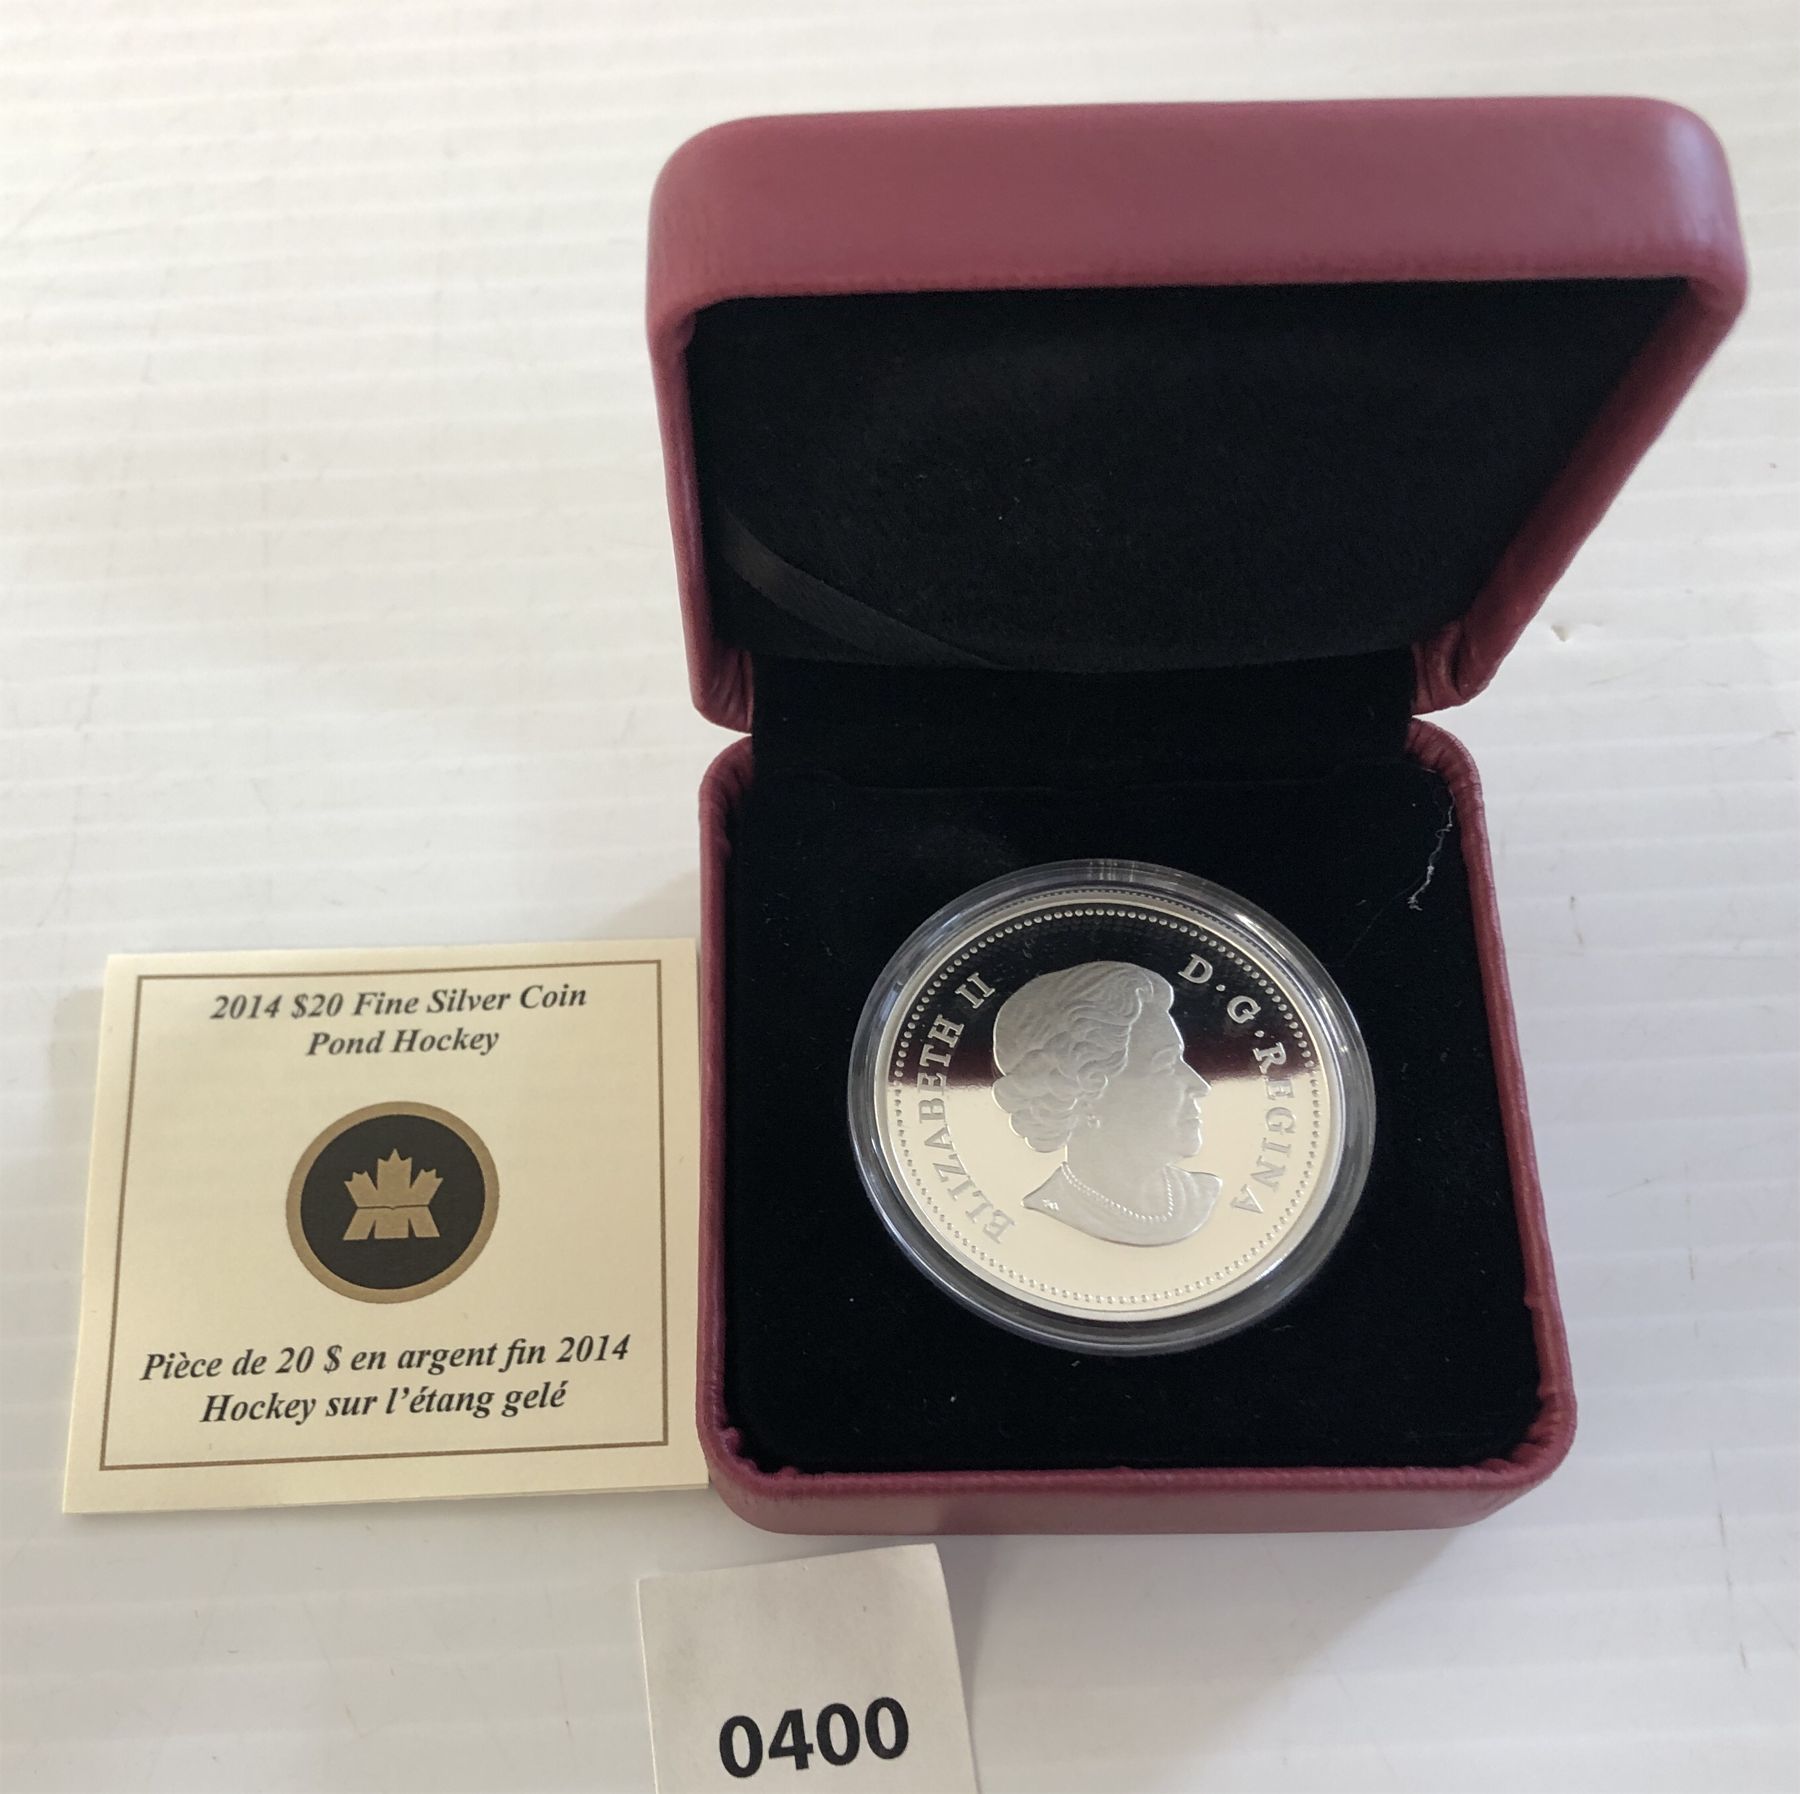 2014 $20 Fine Silver Coin
Pond Hockey
Pièce de 20 $ en argent fin 2014
Hockey sur l'étang gelé
ELIZABETH II D·G·REGINA
0400